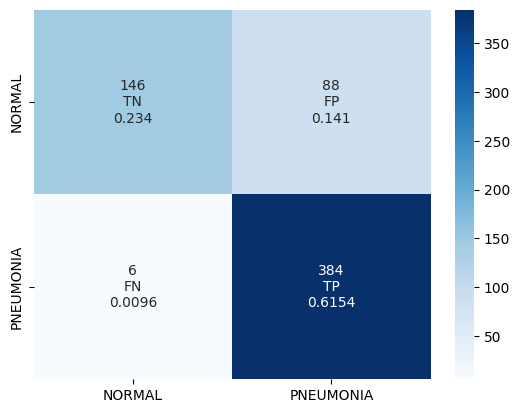 NORMAL
146
TN
0.234
88
FP
0.141
PNEUMONIA
6
FN
0.0096
384
TP
0.6154
NORMAL
PNEUMONIA
350
300
250
200
150
100
50